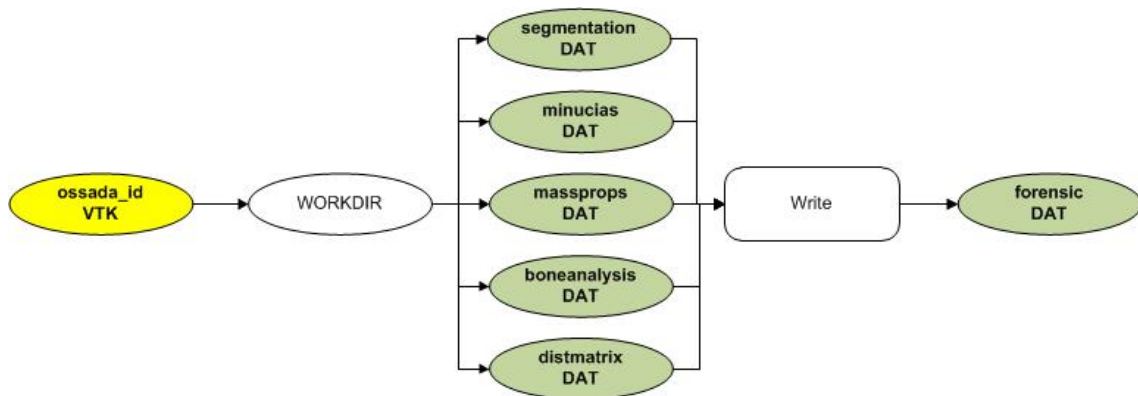 segmentation
DAT
minucias
DAT
ossada_id
VTK
WORKDIR
massprops
DAT
Write
forensic
DAT
boneanalysis
DAT
distmatrix
DAT